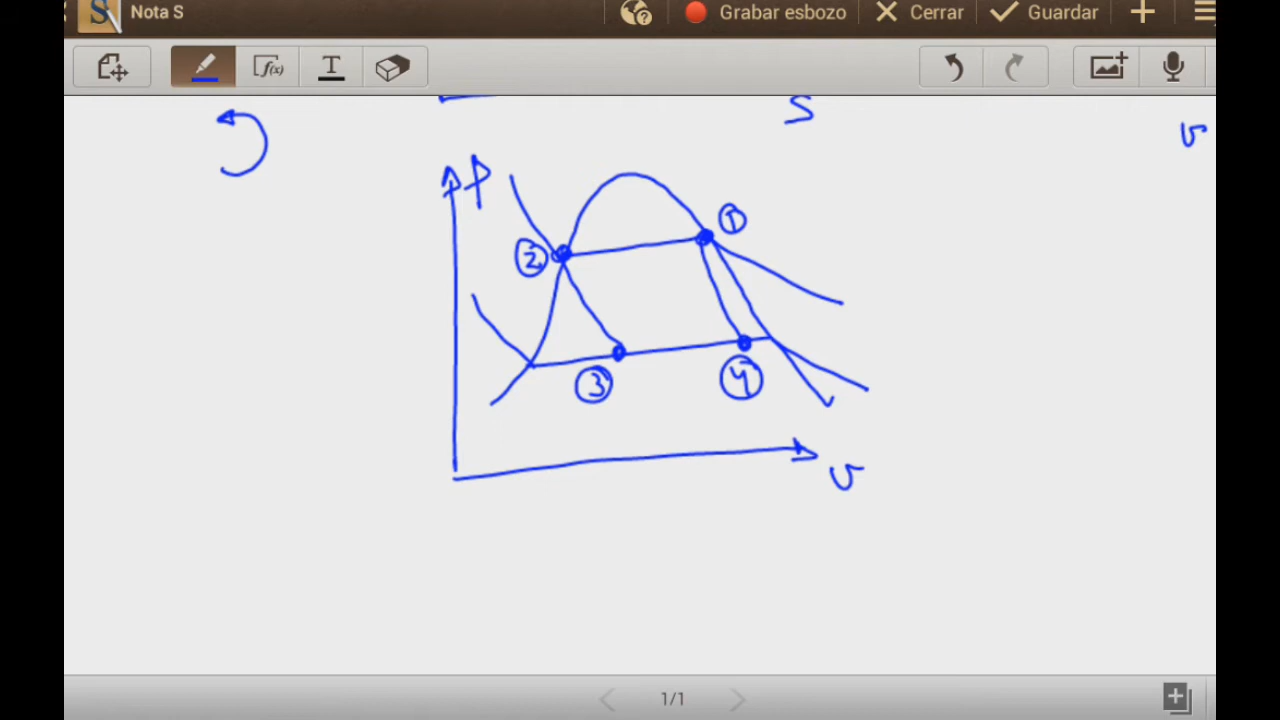 S Nota S Grabar esbozo Cerrar Guardar
f(x) T
S
v
p
①
②
③ ④
v
1/1